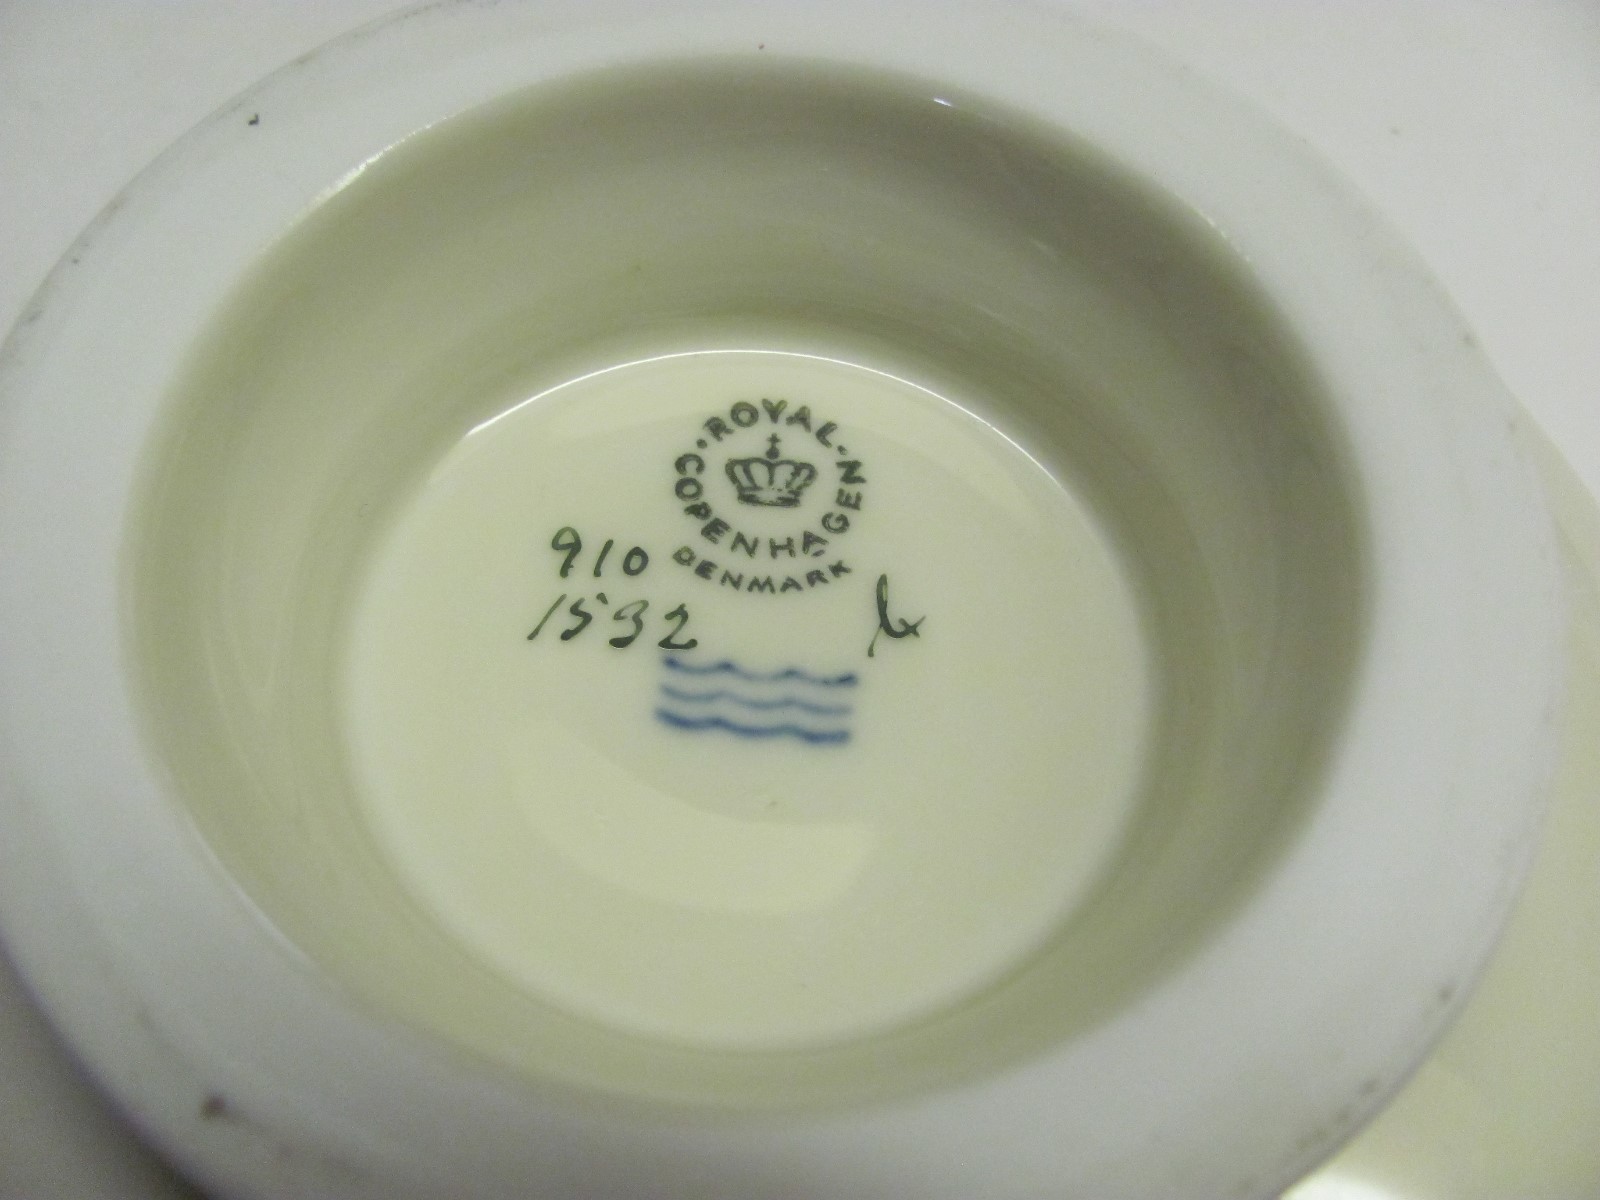 ROYAL
COPENHAGEN
DENMARK
910
1532